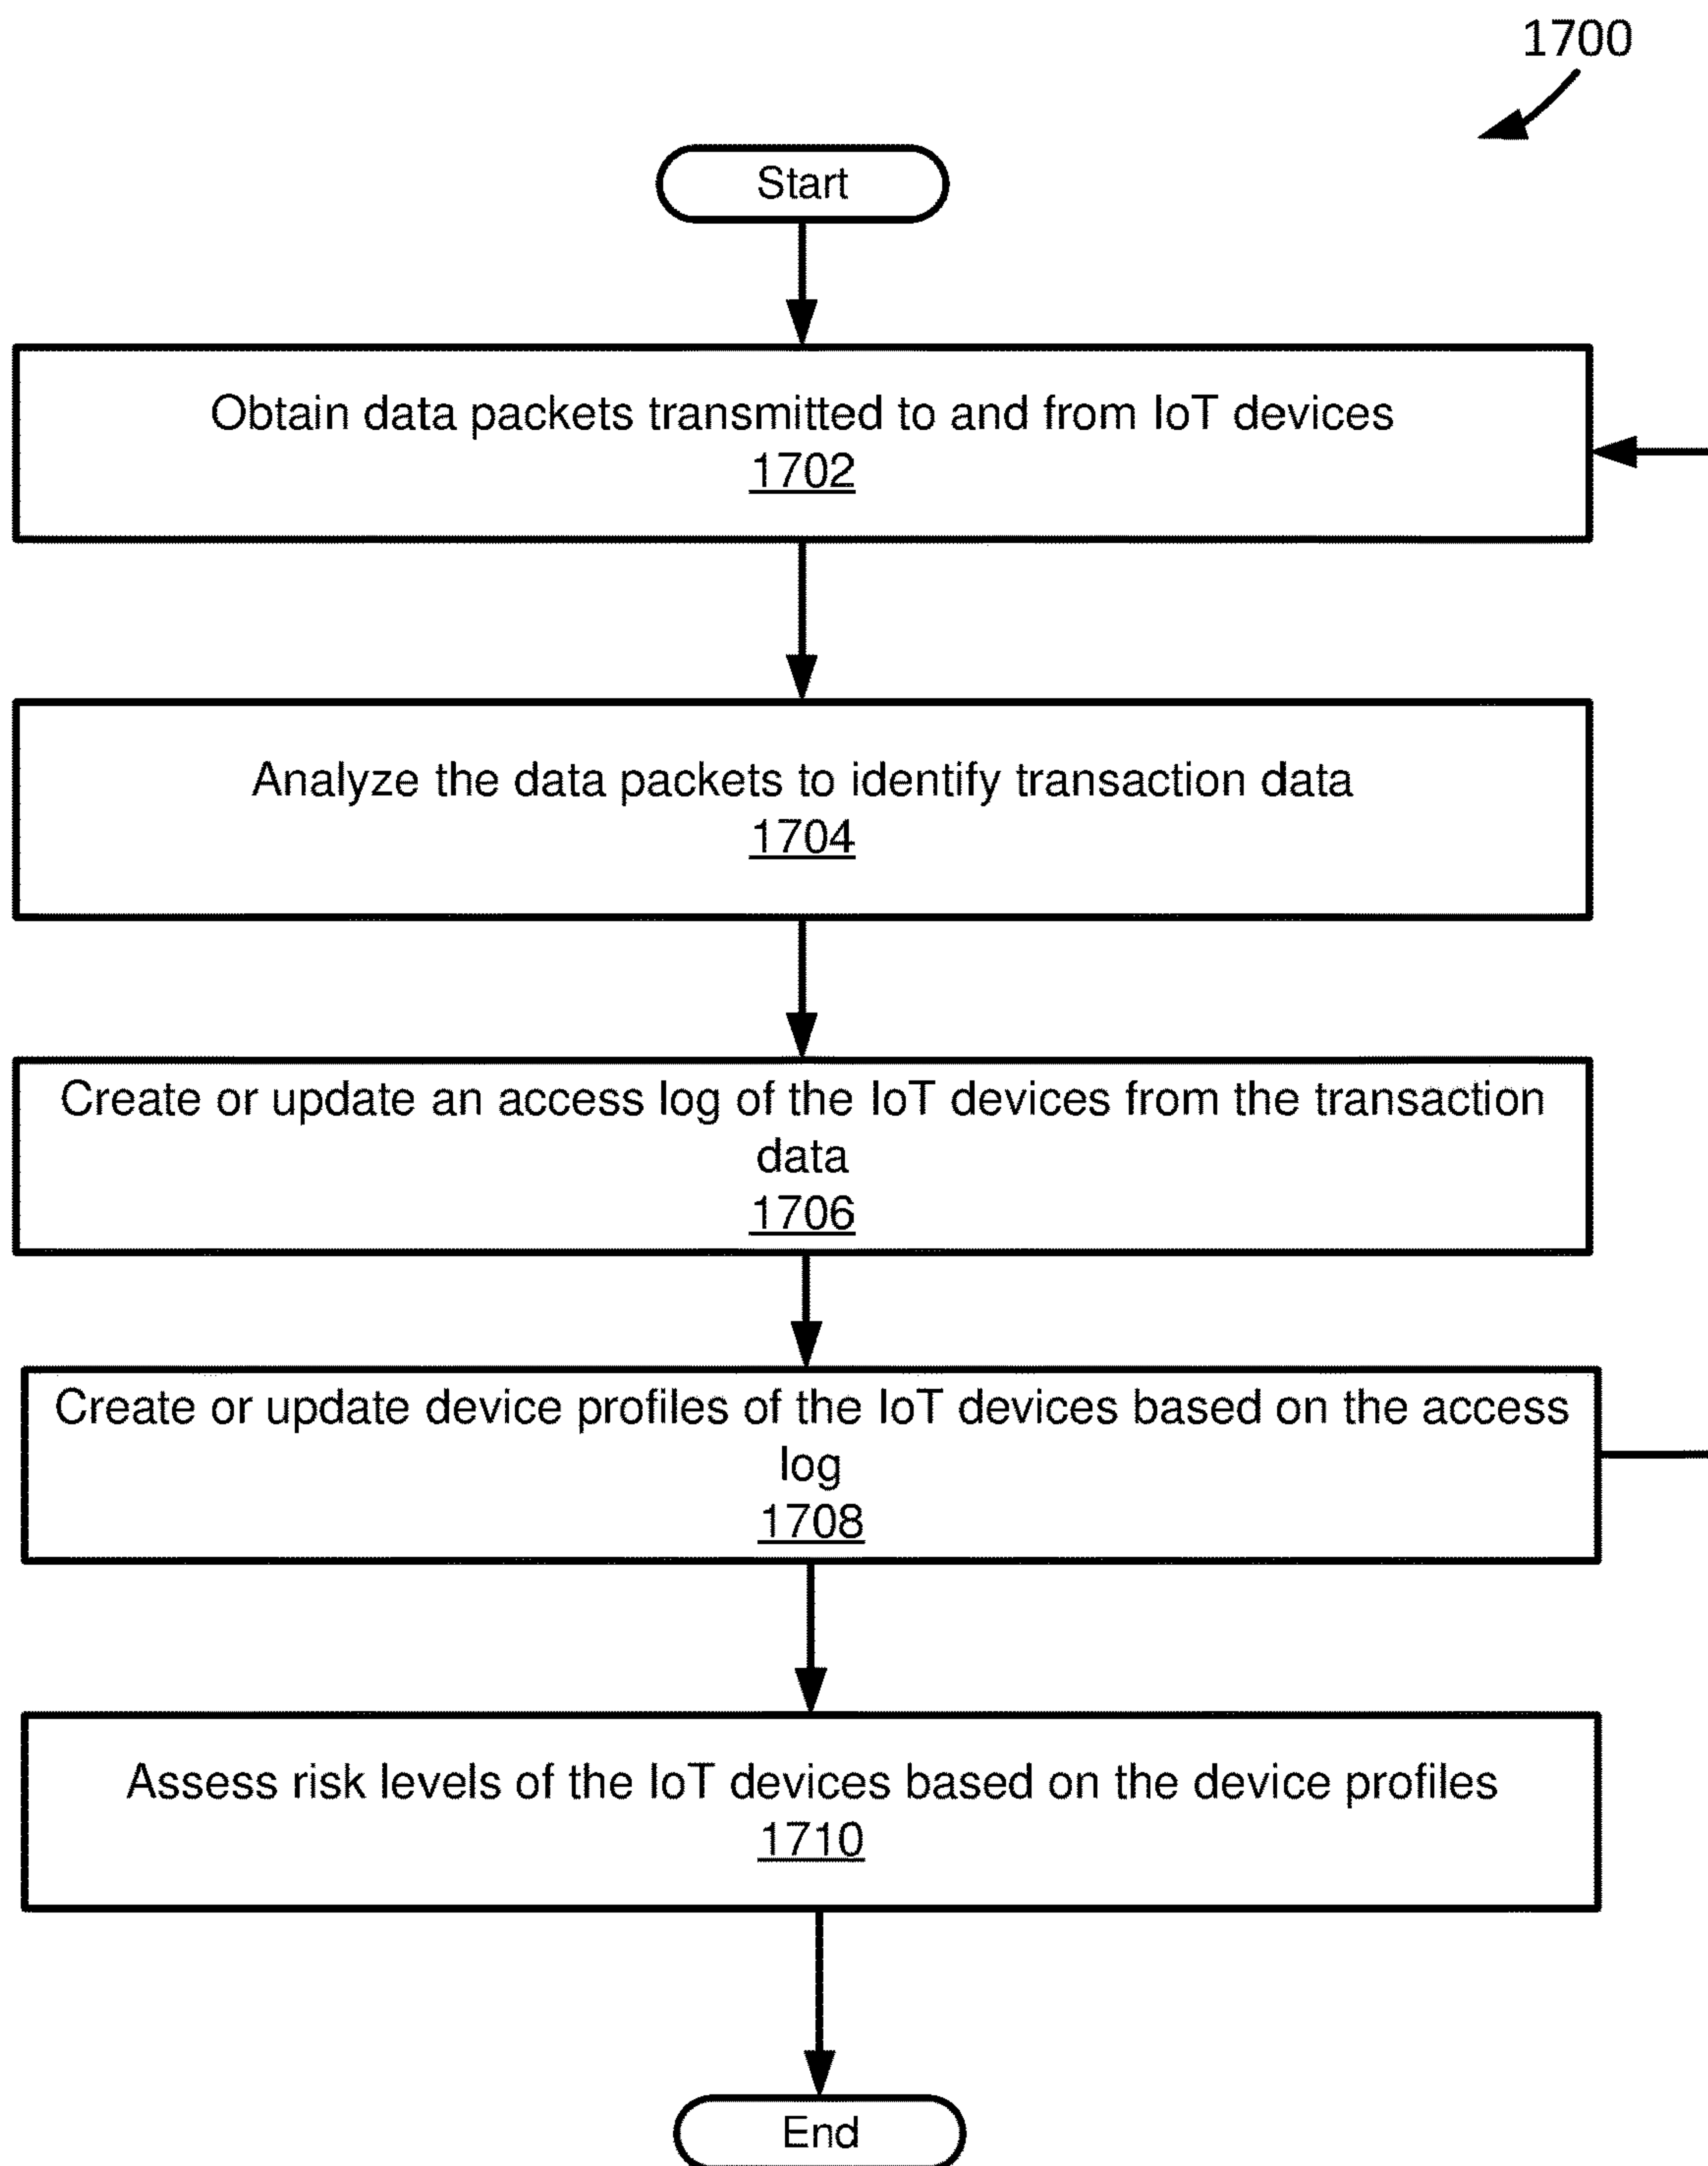 1700
Start
Obtain data packets transmitted to and from IoT devices
1702
Analyze the data packets to identify transaction data
1704
Create or update an access log of the IoT devices from the transaction
data
1706
Create or update device profiles of the IoT devices based on the access
log
1708
Assess risk levels of the IoT devices based on the device profiles
1710
End